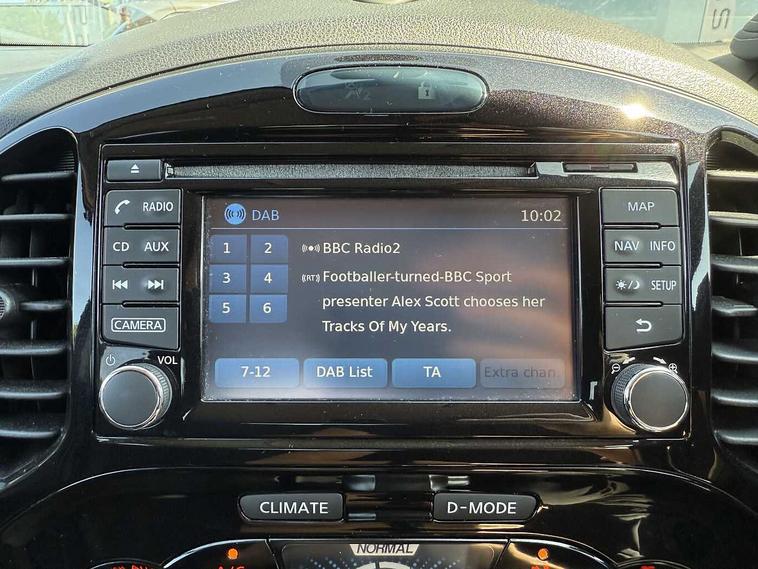 DAB 10:02
RADIO
MAP
CD AUX
1 2
BBC Radio2
NAV INFO
3 4
Footballer-turned-BBC Sport
SETUP
presenter Alex Scott chooses her
5 6
Tracks Of My Years.
CAMERA
VOL
7-12 DAB List TA Extra chan.
CLIMATE D-MODE
NORMAL